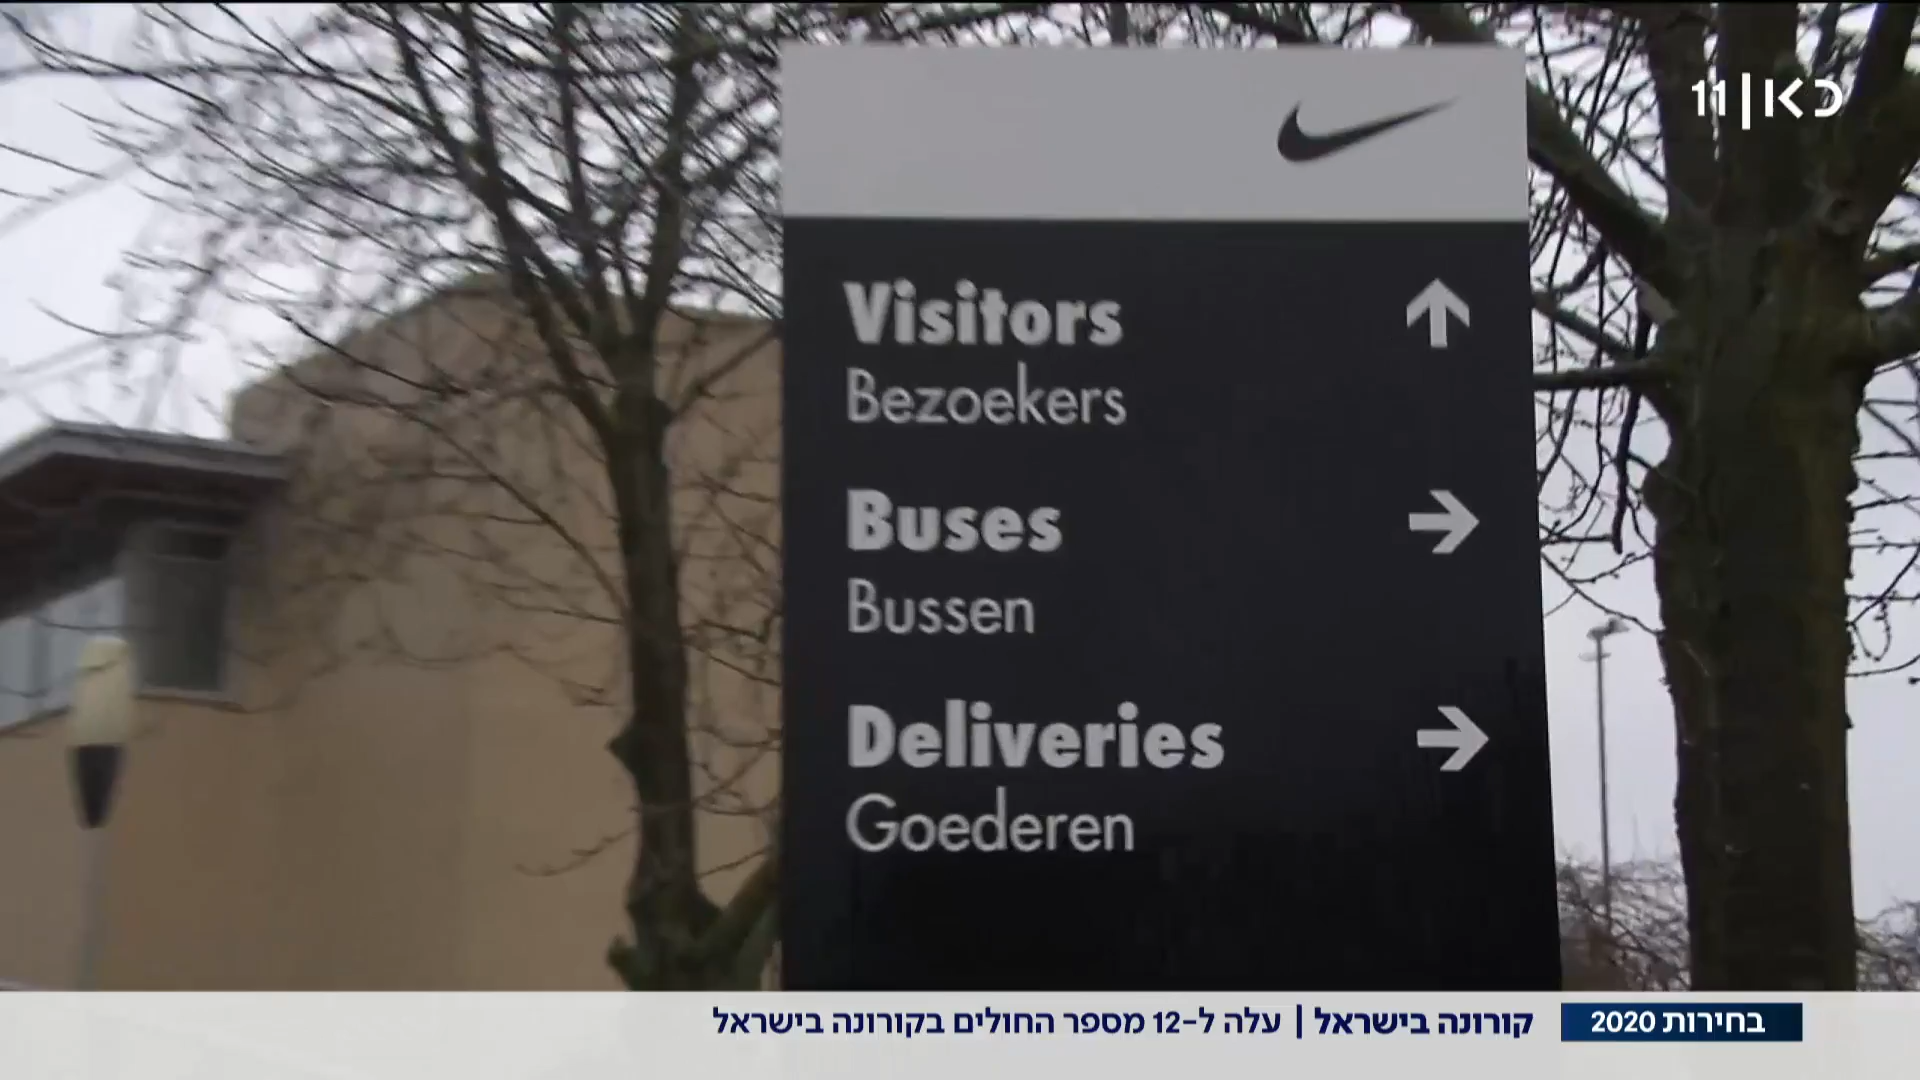 כאן 11
Visitors
Bezoekers
Buses
Bussen
Deliveries
Goederen
בחירות 2020
קורונה בישראל | עלה ל-12 מספר החולים בקורונה בישראל